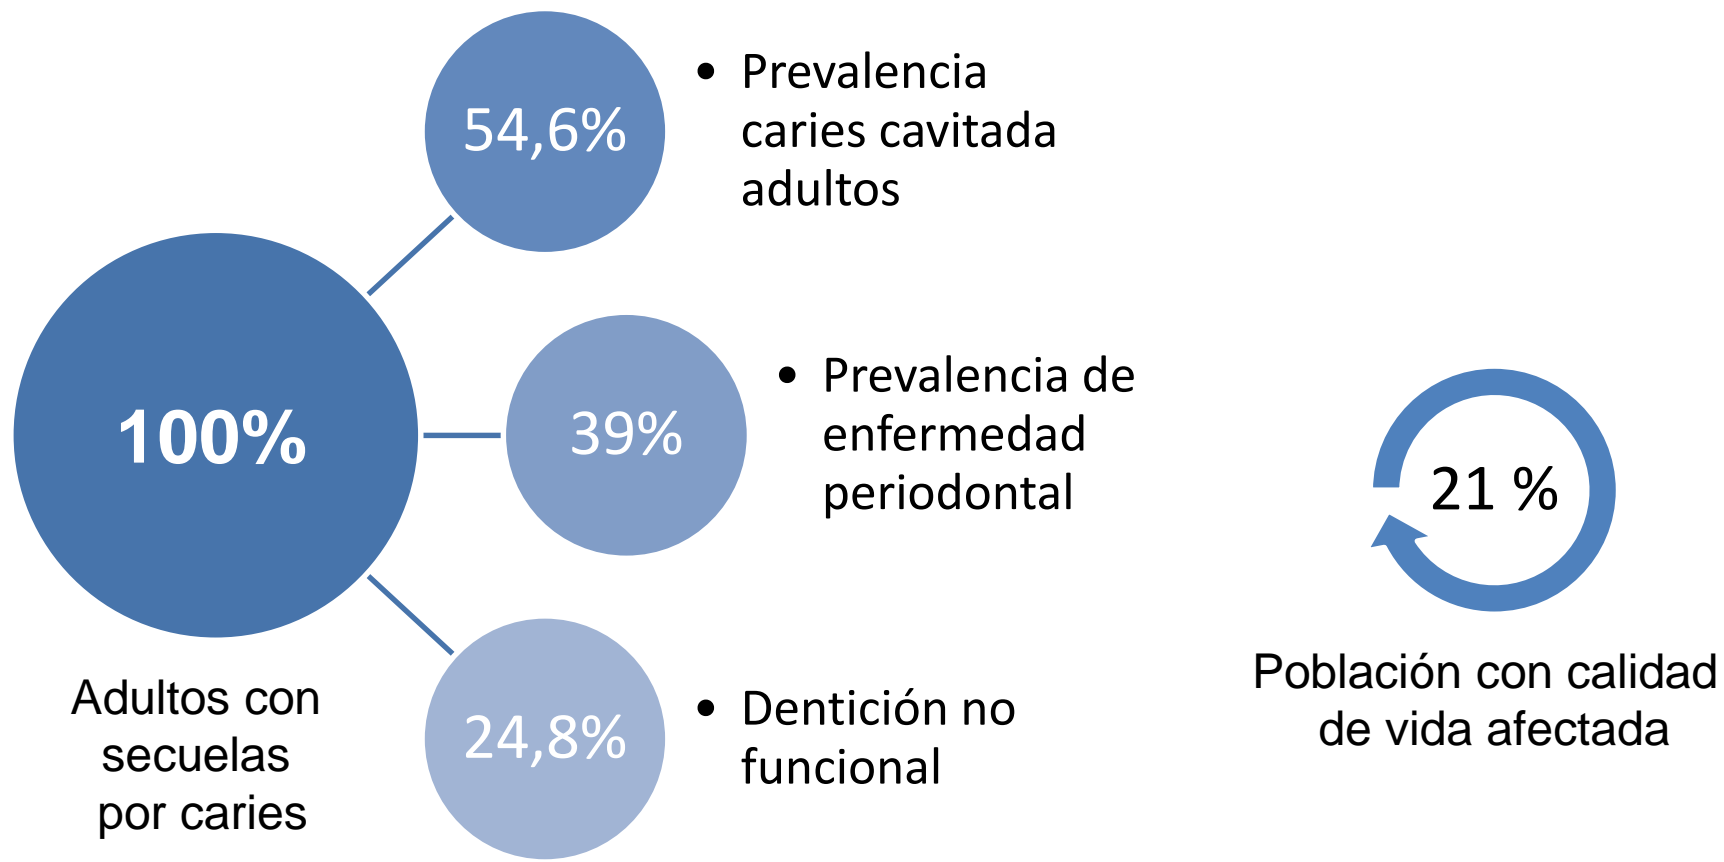 100%
Adultos con
secuelas
por caries
54,6%
• Prevalencia
caries cavitada
adultos
39%
• Prevalencia de
enfermedad
periodontal
24,8%
• Dentición no
funcional
21 %
Población con calidad
de vida afectada